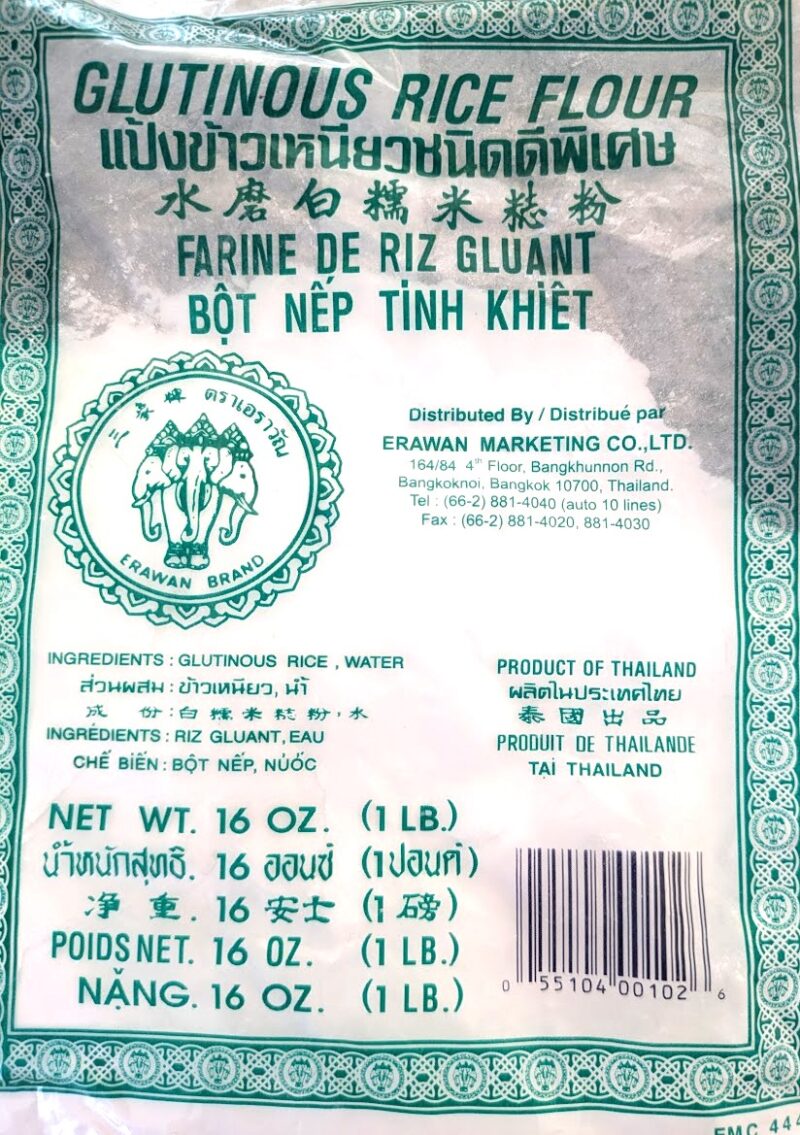 GLUTINOUS RICE FLOUR
แป้งข้าวเหนียวชนิดดีพิเศษ
水磨白糯米粉
FARINE DE RIZ GLUANT
BỘT NẾP TINH KHIẾT
三象牌 ตราเอราวัณ
ERAWAN BRAND
Distributed By / Distribué par
ERAWAN MARKETING CO.,LTD.
164/84 4th Floor, Bangkhunnon Rd.,
Bangkoknoi, Bangkok 10700, Thailand.
Tel : (66-2) 881-4040 (auto 10 lines)
Fax : (66-2) 881-4020, 881-4030
INGREDIENTS : GLUTINOUS RICE , WATER
ส่วนผสม : ข้าวเหนียว, น้ำ
成 份 : 白糯米粉 , 水
INGRÉDIENTS : RIZ GLUANT, EAU
CHẾ BIẾN : BỘT NẾP, NƯỚC
PRODUCT OF THAILAND
ผลิตในประเทศไทย
泰國出品
PRODUIT DE THAILANDE
TẠI THAILAND
NET WT. 16 OZ. (1 LB.)
น้ำหนักสุทธิ. 16 ออนซ์ (1 ปอนด์)
净重. 16 安士 (1 磅)
POIDS NET. 16 OZ. (1 LB.)
NẶNG. 16 OZ. (1 LB.)
0 55104 00102 6
EMC 444